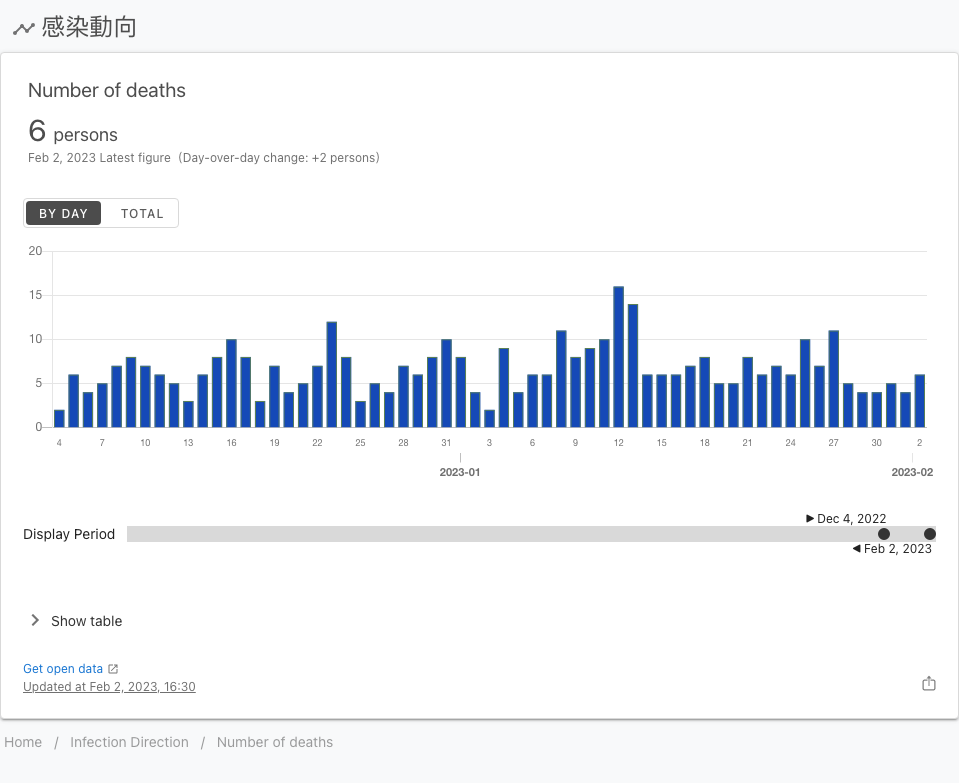 感染動向
Number of deaths
6 persons
Feb 2, 2023 Latest figure (Day-over-day change: +2 persons)
BY DAY TOTAL
20
15
10
5
0
4 7 10 13 16 19 22 25 28 31 3 6 9 12 15 18 21 24 27 30 2
2023-01 2023-02
Dec 4, 2022
Display Period
Feb 2, 2023
Show table
Get open data
Updated at Feb 2, 2023, 16:30
Home / Infection Direction / Number of deaths